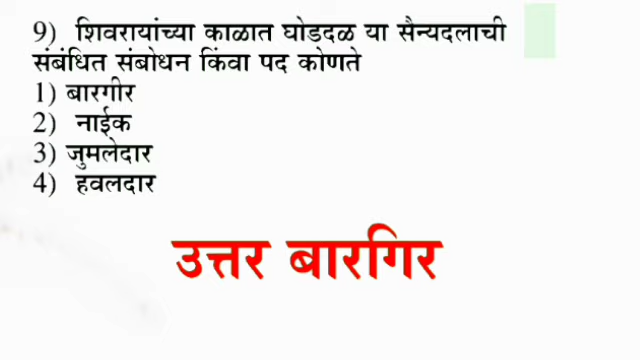 9) शिवरायांच्या काळात घोडदळ या सैन्यदलाची
संबंधित संबोधन किंवा पद कोणते
1) बारगीर
2) नाईक
3) जुमलेदार
4) हवलदार
उत्तर बारगिर